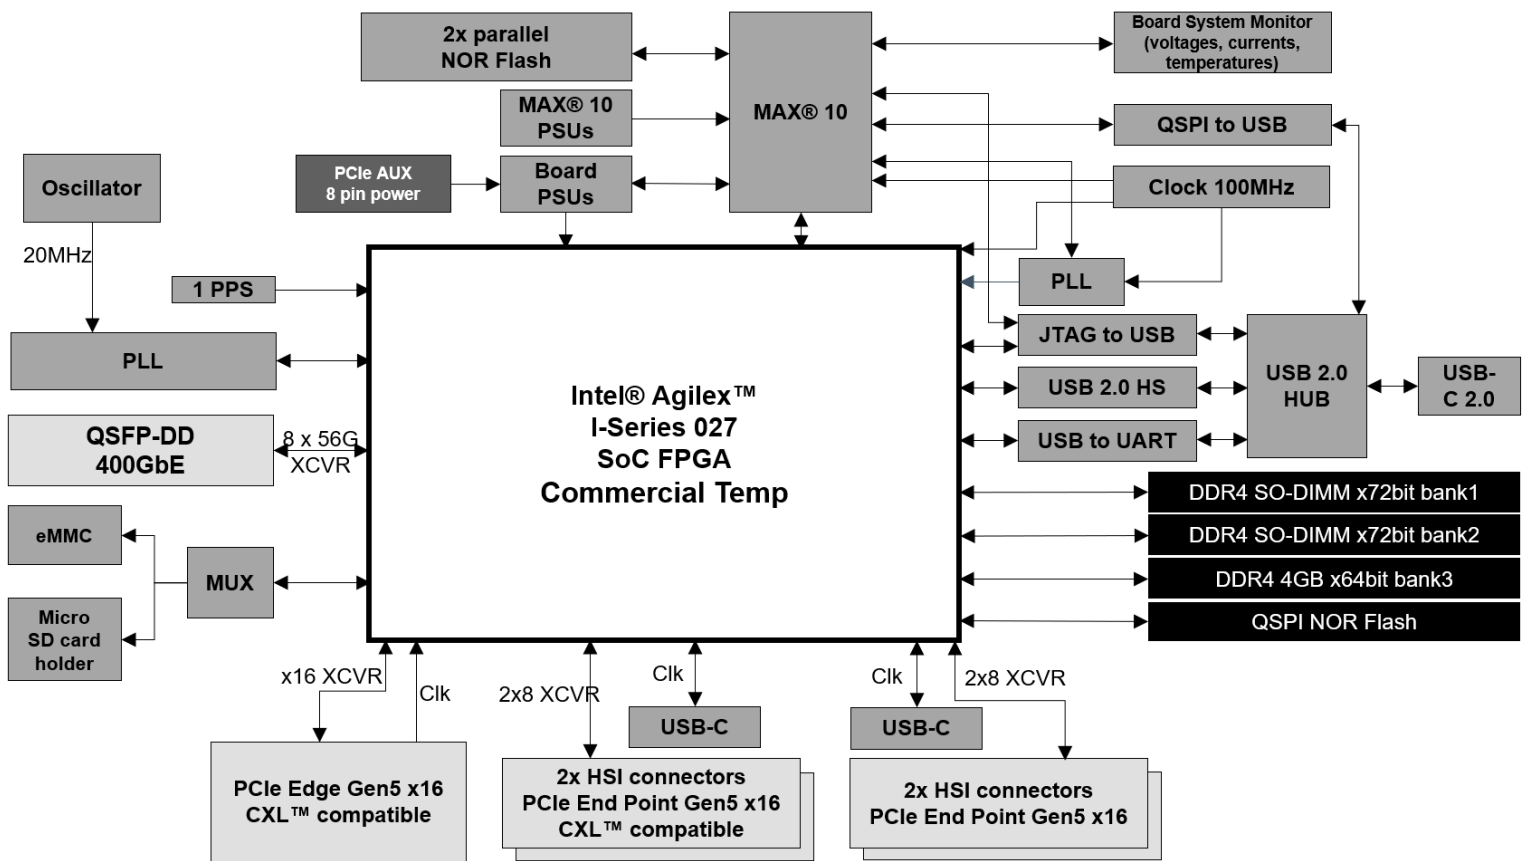 2x parallel
NOR Flash
MAX® 10
PSUs
PCIe AUX
8 pin power
Board
PSUs
MAX® 10
Board System Monitor
(voltages, currents,
temperatures)
QSPI to USB
Clock 100MHz
Oscillator
20MHz
1 PPS
PLL
PLL
JTAG to USB
USB 2.0 HS
USB to UART
USB 2.0
HUB
USB-
C 2.0
Intel® Agilex™
I-Series 027
SoC FPGA
Commercial Temp
QSFP-DD
400GbE
8 x 56G
XCVR
eMMC
MUX
Micro
SD card
holder
DDR4 SO-DIMM x72bit bank1
DDR4 SO-DIMM x72bit bank2
DDR4 4GB x64bit bank3
QSPI NOR Flash
x16 XCVR
Clk
2x8 XCVR
Clk
USB-C
Clk
USB-C
2x8 XCVR
PCIe Edge Gen5 x16
CXL™ compatible
2x HSI connectors
PCIe End Point Gen5 x16
CXL™ compatible
2x HSI connectors
PCIe End Point Gen5 x16